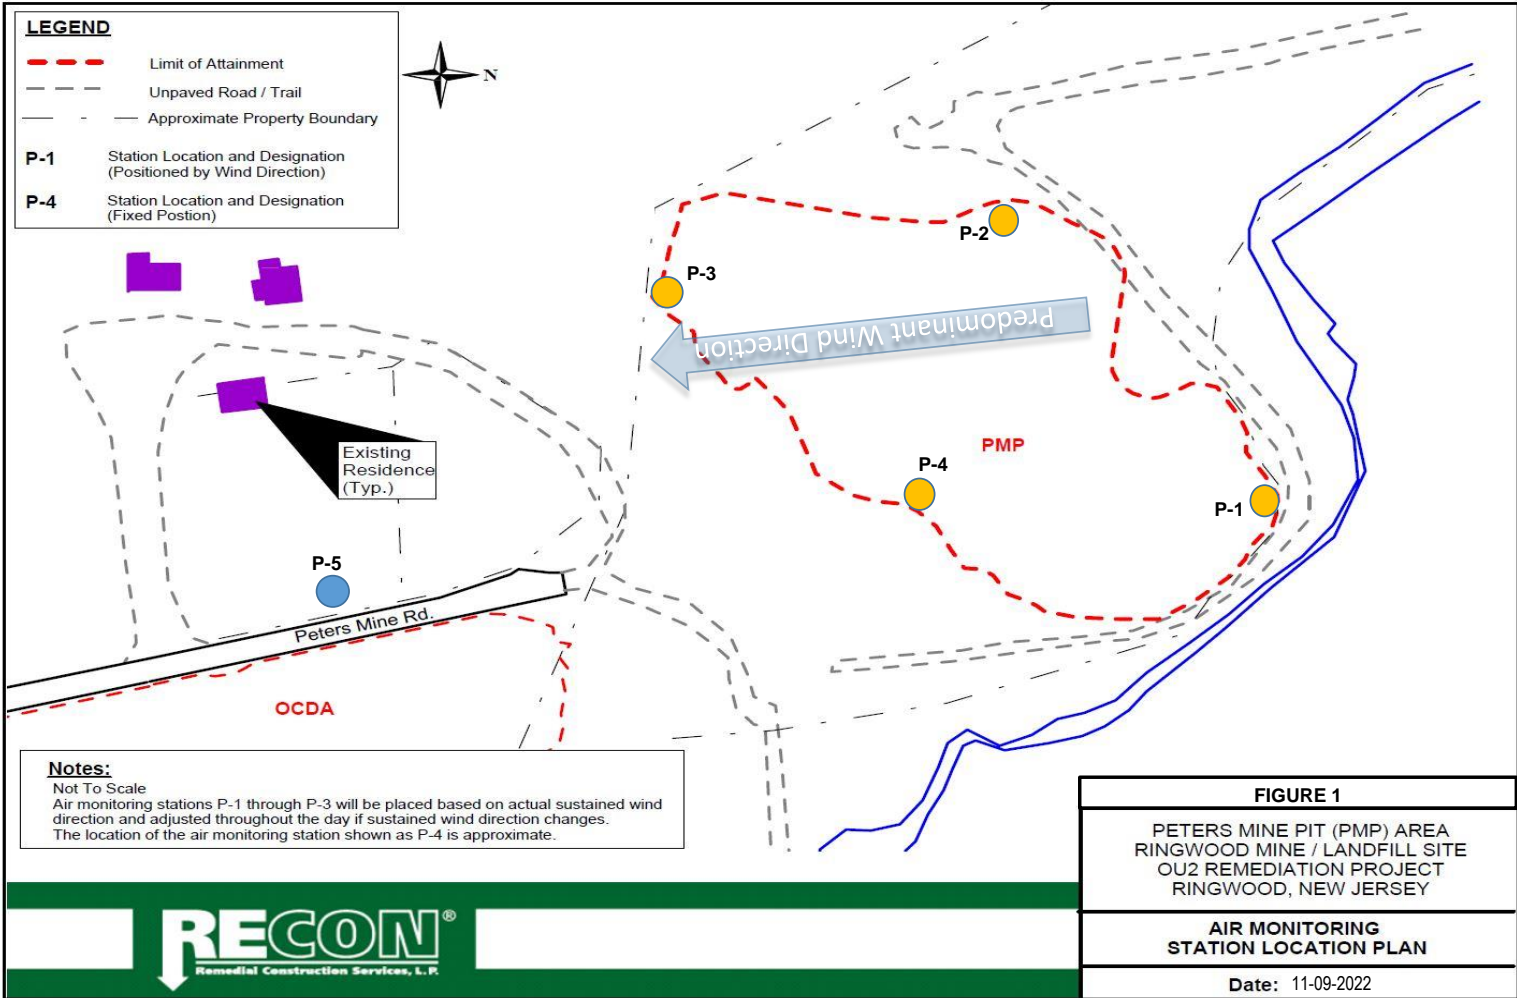 LEGEND
Limit of Attainment
Unpaved Road / Trail
Approximate Property Boundary
P-1 Station Location and Designation
(Positioned by Wind Direction)
P-4 Station Location and Designation
(Fixed Postion)
N
P-2
P-3
Predominant Wind Direction
PMP
P-4
P-1
Existing
Residence
(Typ.)
P-5
Peters Mine Rd.
OCDA
Notes:
Not To Scale
Air monitoring stations P-1 through P-3 will be placed based on actual sustained wind
direction and adjusted throughout the day if sustained wind direction changes.
The location of the air monitoring station shown as P-4 is approximate.
FIGURE 1
PETERS MINE PIT (PMP) AREA
RINGWOOD MINE / LANDFILL SITE
OU2 REMEDIATION PROJECT
RINGWOOD, NEW JERSEY
AIR MONITORING
STATION LOCATION PLAN
Date: 11-09-2022
RECON®
Remedial Construction Services, L.P.